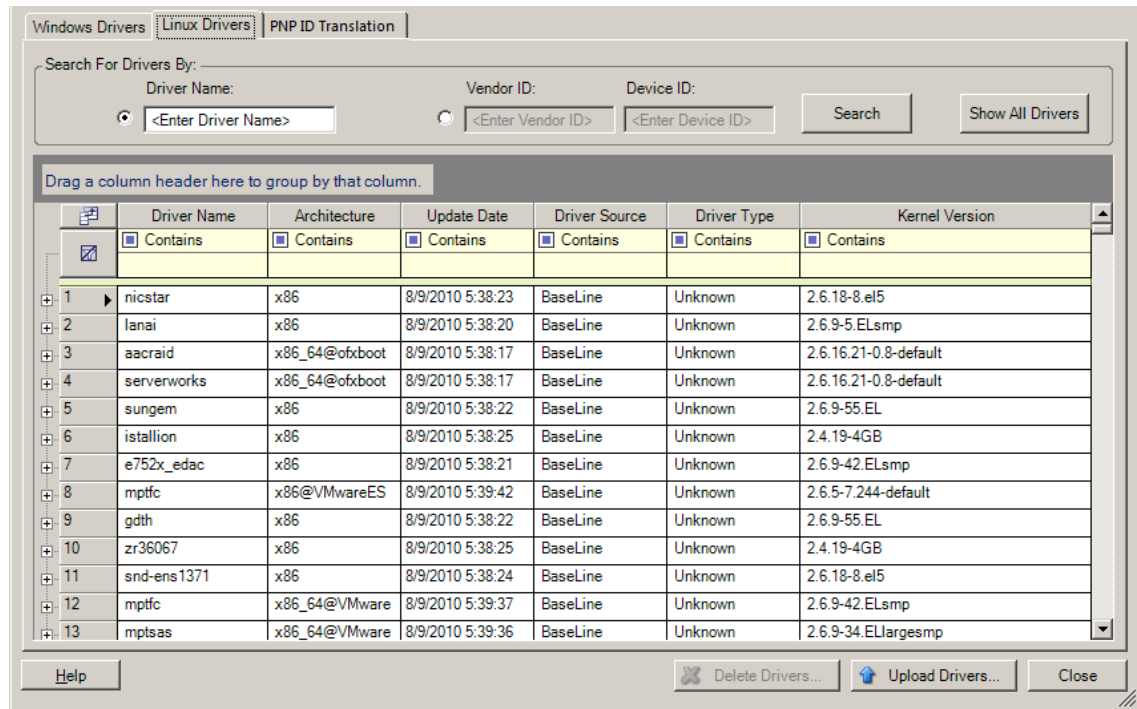 Windows Drivers Linux Drivers PNP ID Translation
Search For Drivers By:
Driver Name: Vendor ID: Device ID:
<Enter Driver Name> <Enter Vendor ID> <Enter Device ID> Search Show All Drivers
Drag a column header here to group by that column.
Driver Name Architecture Update Date Driver Source Driver Type Kernel Version
Contains Contains Contains Contains Contains Contains
1 nicstar x86 8/9/2010 5:38:23 BaseLine Unknown 2.6.18-8.el5
2 lanai x86 8/9/2010 5:38:20 BaseLine Unknown 2.6.9-5.ELsmp
3 aacraid x86_64@ofxboot 8/9/2010 5:38:17 BaseLine Unknown 2.6.16.21-0.8-default
4 serverworks x86_64@ofxboot 8/9/2010 5:38:17 BaseLine Unknown 2.6.16.21-0.8-default
5 sungem x86 8/9/2010 5:38:22 BaseLine Unknown 2.6.9-55.EL
6 istallion x86 8/9/2010 5:38:25 BaseLine Unknown 2.4.19-4GB
7 e752x_edac x86 8/9/2010 5:38:21 BaseLine Unknown 2.6.9-42.ELsmp
8 mptfc x86@VMwareES 8/9/2010 5:39:42 BaseLine Unknown 2.6.5-7.244-default
9 gdth x86 8/9/2010 5:38:22 BaseLine Unknown 2.6.9-55.EL
10 zr36067 x86 8/9/2010 5:38:25 BaseLine Unknown 2.4.19-4GB
11 snd-ens1371 x86 8/9/2010 5:38:24 BaseLine Unknown 2.6.18-8.el5
12 mptfc x86_64@VMware 8/9/2010 5:39:37 BaseLine Unknown 2.6.9-42.ELsmp
13 mptsas x86_64@VMware 8/9/2010 5:39:36 BaseLine Unknown 2.6.9-34.ELlargesmp
Help Delete Drivers... Upload Drivers... Close